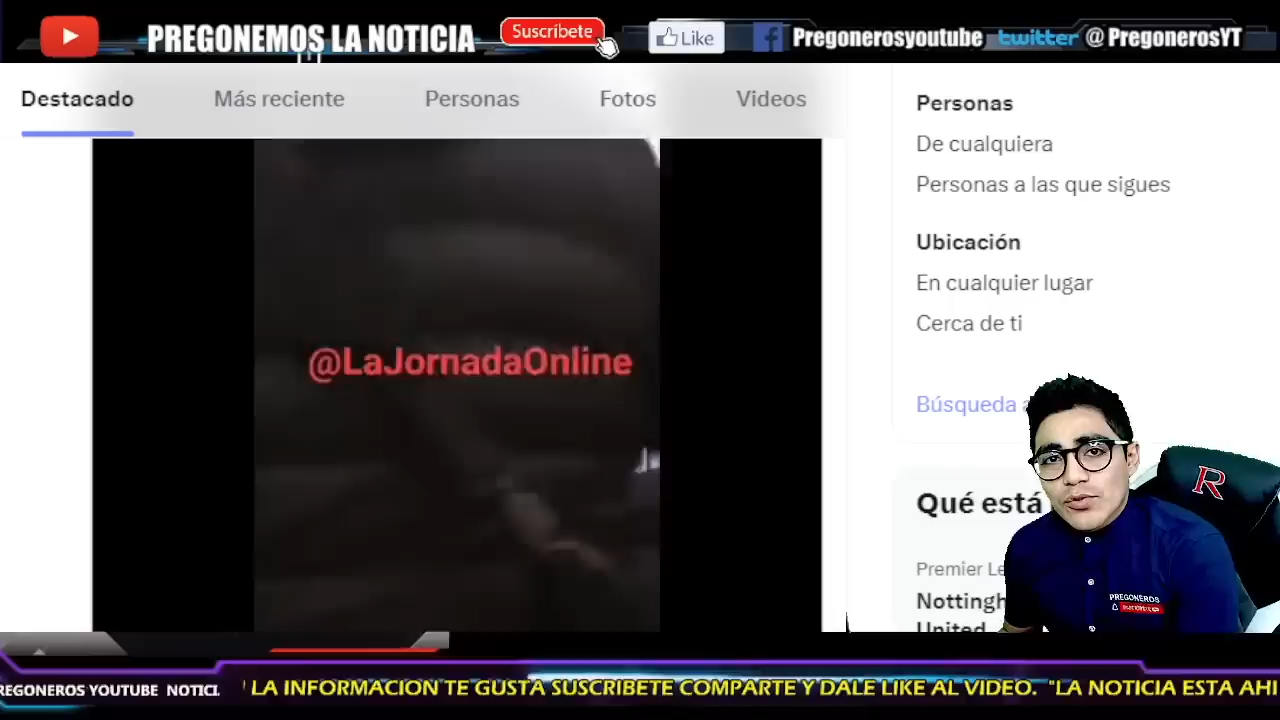 PREGONEMOS LA NOTICIA
Suscríbete
Like
Pregonerosyoutube
twitter @PregonerosYT
Destacado
Más reciente
Personas
Fotos
Videos
@LaJornadaOnline
Personas
De cualquiera
Personas a las que sigues
Ubicación
En cualquier lugar
Cerca de ti
Búsqueda
Qué está
Premier Le
Nottingh
United
R
PREGONEROS
REGONEROS YOUTUBE NOTICI
LA INFORMACION TE GUSTA SUSCRIBETE COMPARTE Y DALE LIKE AL VIDEO. "LA NOTICIA ESTA AHI